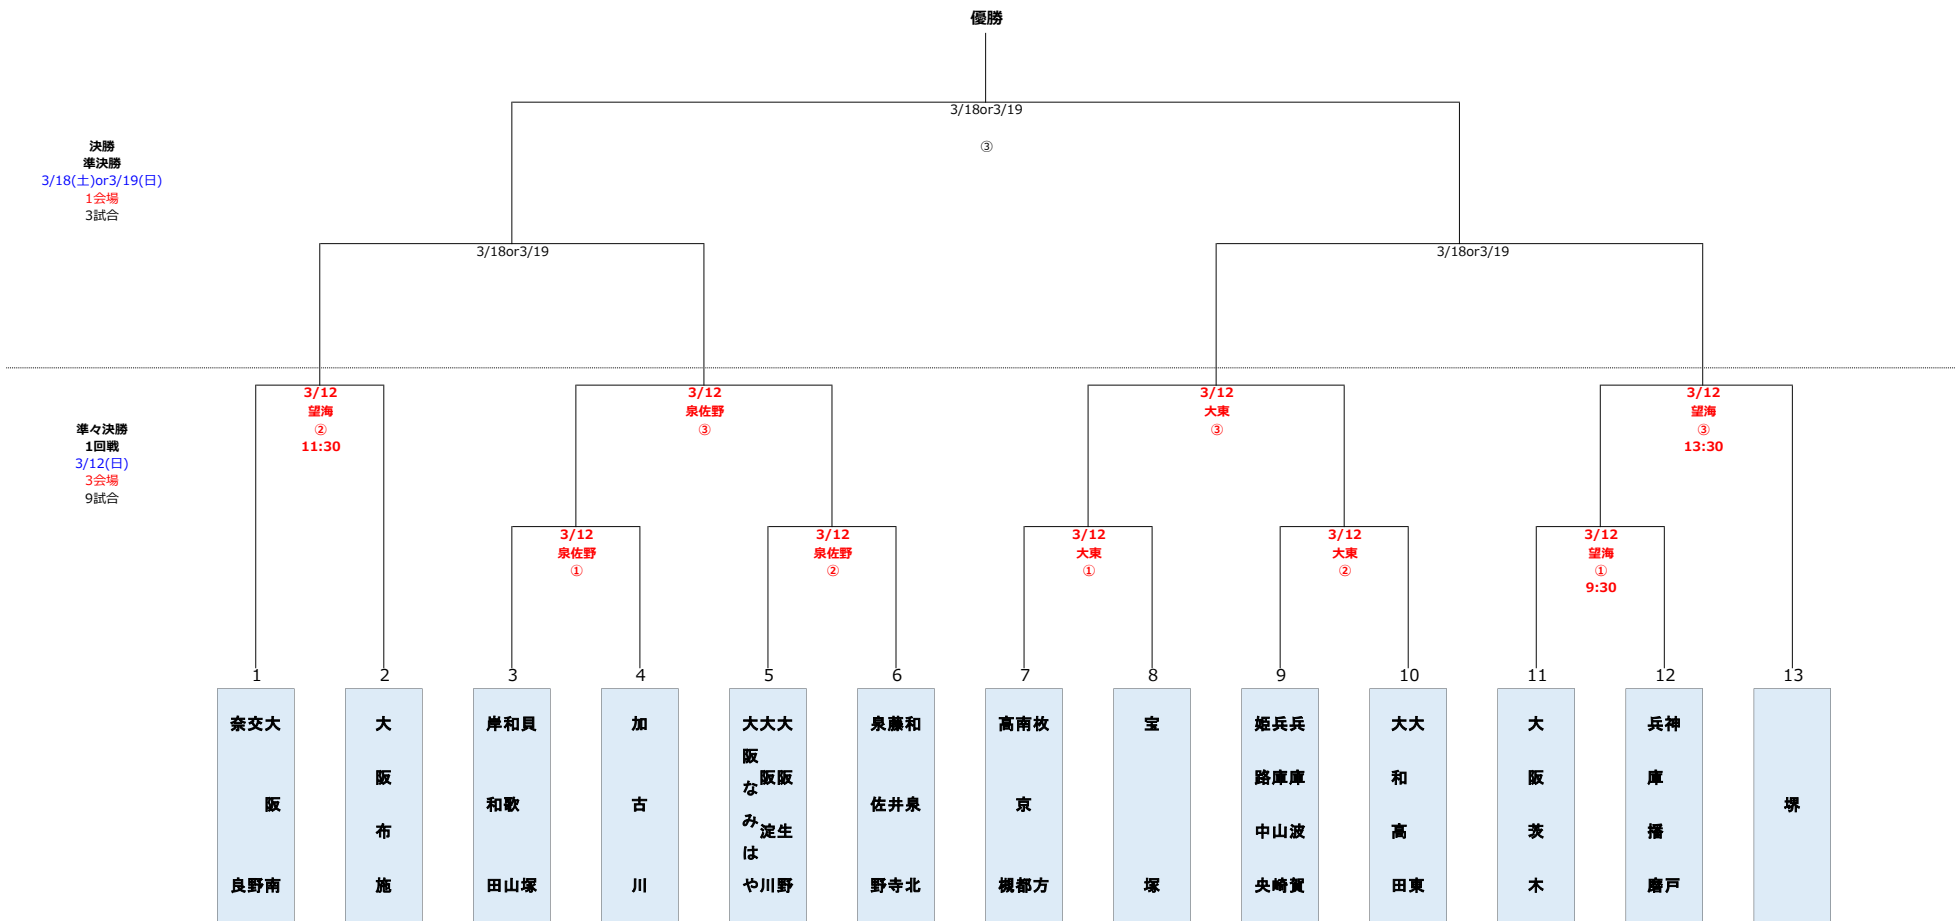 優勝
3/18or3/19
③
決勝
準決勝
3/18(土)or3/19(日)
1会場
3試合
3/18or3/19
3/18or3/19
3/12
望海
②
11:30
3/12
泉佐野
③
3/12
大東
③
3/12
望海
③
13:30
準々決勝
1回戦
3/12(日)
3会場
9試合
3/12
泉佐野
①
3/12
泉佐野
②
3/12
大東
①
3/12
大東
②
3/12
望海
①
9:30
1
2
3
4
5
6
7
8
9
10
11
12
13
大阪南
交野
奈良
大阪布施
貝塚
和歌山
岸和田
加古川
大阪生野
大阪淀川
大阪なみはや
和泉北
藤井寺
泉佐野
枚方
南京都
高槻
宝塚
兵庫波賀
兵庫山崎
姫路中央
大東
大和高田
大阪茨木
神戸
兵庫播磨
堺